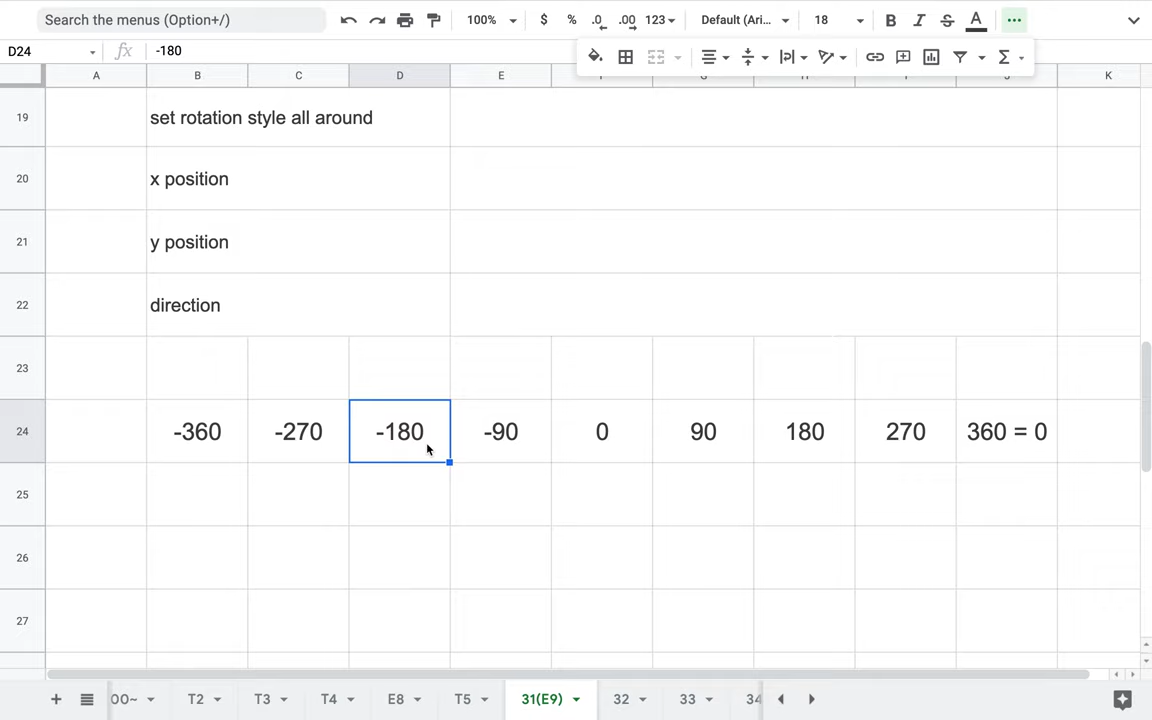 Search the menus (Option+/) 100% $ % .0 .00 123 Default (Ari... 18 B I S A
D24 fx -180
A B C D E K
19 set rotation style all around
20 x position
21 y position
22 direction
23
24 -360 -270 -180 -90 0 90 180 270 360 = 0
25
26
27
+ OO~ T2 T3 T4 E8 T5 31(E9) 32 33 34